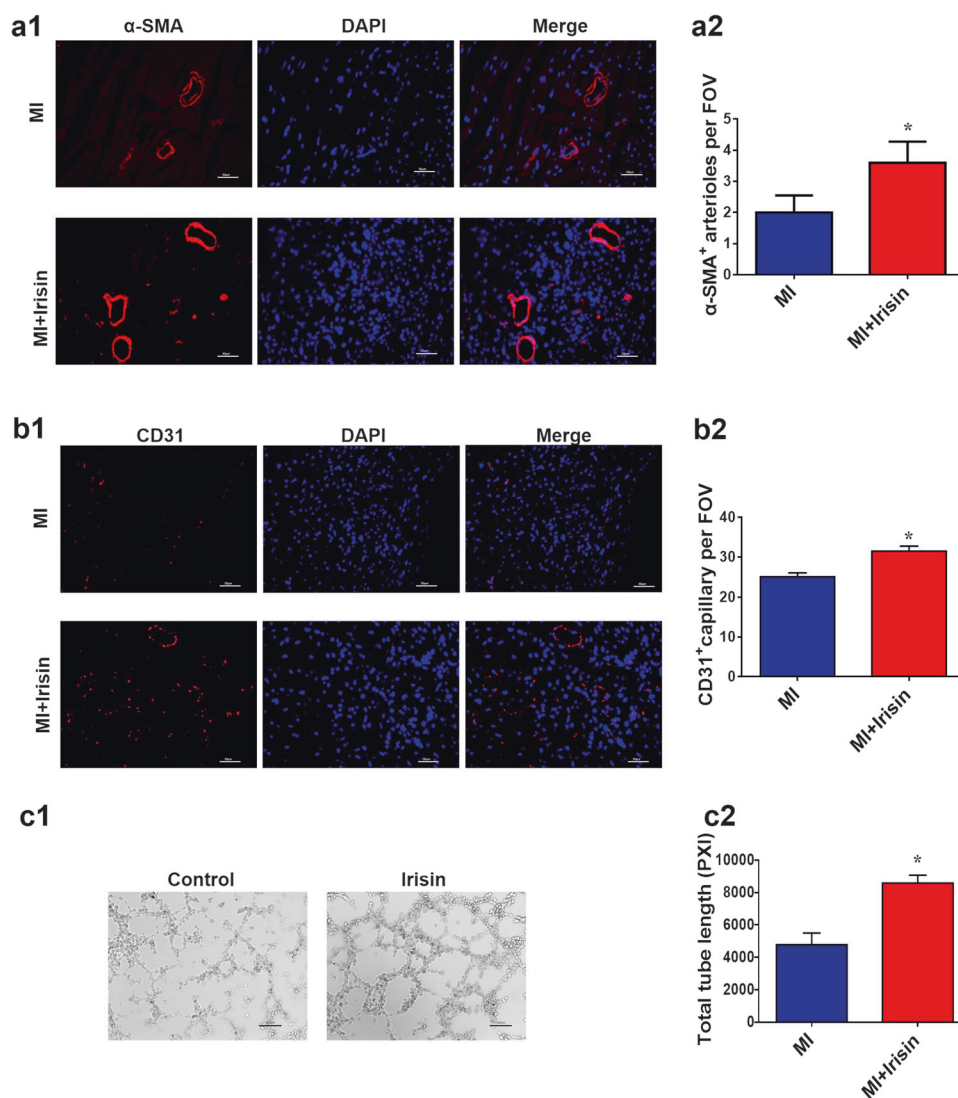 a1
α-SMA
DAPI
Merge
MI
MI+Irisin
a2
α-SMA⁺ arterioles per FOV
5
4
3
2
1
0
*
MI
MI+Irisin
b1
CD31
DAPI
Merge
MI
MI+Irisin
b2
CD31⁺capillary per FOV
40
30
20
10
0
*
MI
MI+Irisin
c1
Control
Irisin
c2
Total tube length (PXl)
10000
8000
6000
4000
2000
0
*
MI
MI+Irisin